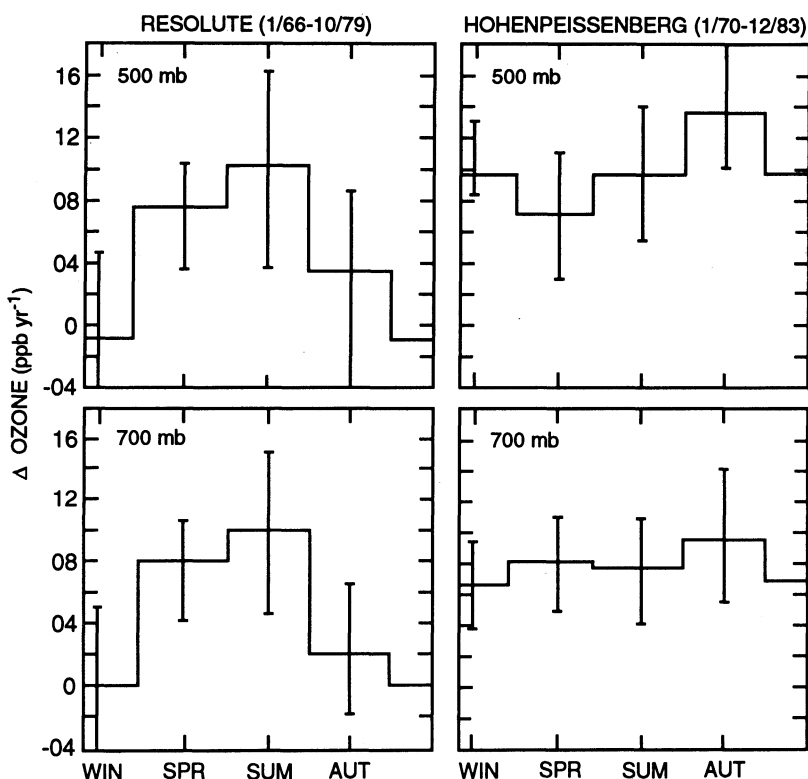 RESOLUTE (1/66-10/79)
HOHENPEISSENBERG (1/70-12/83)
Δ OZONE (ppb yr-1)
500 mb
16
12
08
04
0
-04
500 mb
700 mb
16
12
08
04
0
-04
700 mb
WIN SPR SUM AUT
WIN SPR SUM AUT